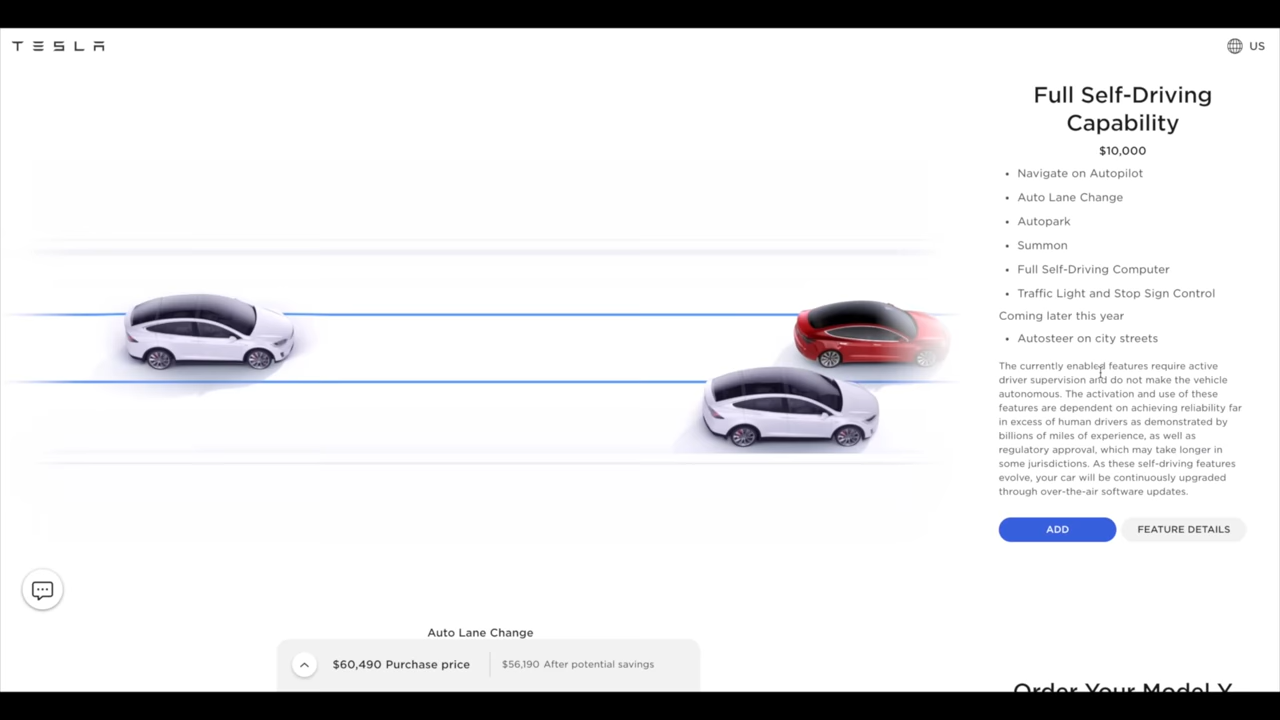 TESLA
US
Full Self-Driving
Capability
$10,000
• Navigate on Autopilot
• Auto Lane Change
• Autopark
• Summon
• Full Self-Driving Computer
• Traffic Light and Stop Sign Control
Coming later this year
• Autosteer on city streets
The currently enabled features require active
driver supervision and do not make the vehicle
autonomous. The activation and use of these
features are dependent on achieving reliability far
in excess of human drivers as demonstrated by
billions of miles of experience, as well as
regulatory approval, which may take longer in
some jurisdictions. As these self-driving features
evolve, your car will be continuously upgraded
through over-the-air software updates.
ADD
FEATURE DETAILS
Auto Lane Change
$60,490 Purchase price
$56,190 After potential savings
Order Your Model Y